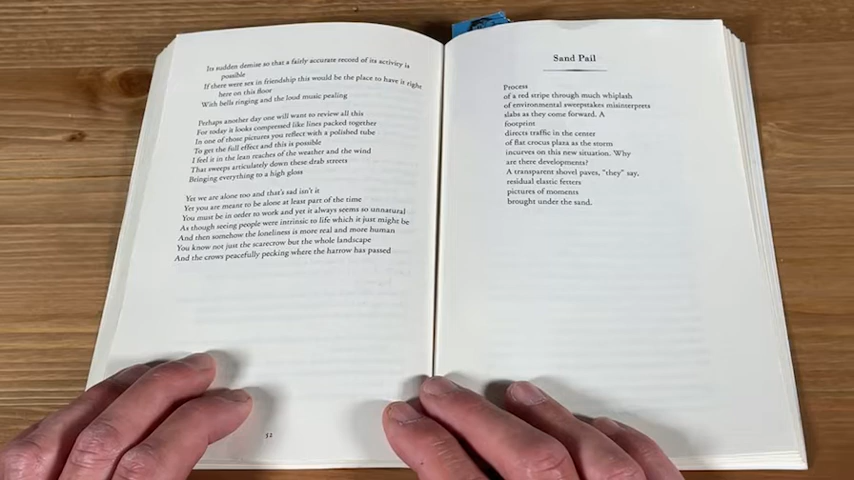 Its sudden demise so that a fairly accurate record of its activity is
possible
If there were sex in friendship this would be the place to have it right
here on this floor
With bells ringing and the loud music pealing
Perhaps another day one will want to review all this
For today it looks compressed like lines packed together
In one of those pictures you reflect with a polished tube
To get the full effect and this is possible
I feel it in the lean reaches of the weather and the wind
That sweeps articulately down these drab streets
Bringing everything to a high gloss
Yet we are alone too and that's sad isn't it
Yet you are meant to be alone at least part of the time
You must be in order to work and yet it always seems so unnatural
As though seeing people were intrinsic to life which it just might be
And then somehow the loneliness is more real and more human
You know not just the scarecrow but the whole landscape
And the crows peacefully pecking where the harrow has passed
52
Sand Pail
Process
of a red stripe through much whiplash
of environmental sweepstakes misinterprets
slabs as they come forward. A
footprint
directs traffic in the center
of flat crocus plaza as the storm
incurves on this new situation. Why
are there developments?
A transparent shovel paves, "they" say,
residual elastic fetters
pictures of moments
brought under the sand.